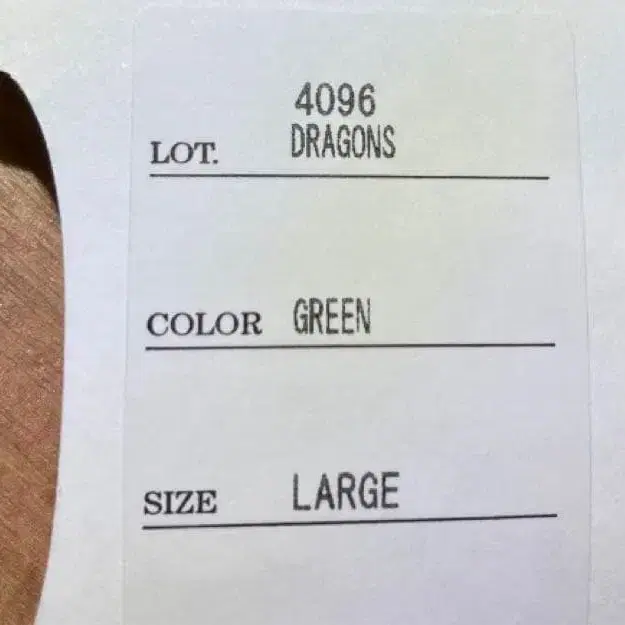 4096
LOT. DRAGONS
COLOR GREEN
SIZE LARGE